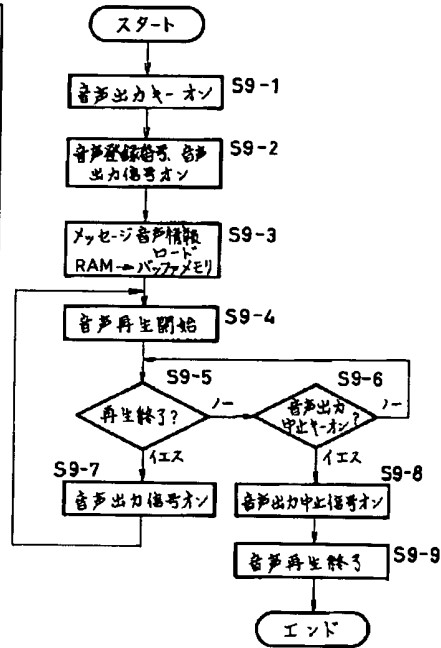 スタート
音声出力キーオン
S9-1
音声登録番号、音声
出力信号オン
S9-2
メッセージ音声情報
ロード
RAM→バッファメモリ
S9-3
音声再生開始
S9-4
S9-5
再生終了?
ノー
イエス
S9-6
音声出力
中止キーオン?
ノー
イエス
S9-7
音声出力信号オン
S9-8
音声出力中止信号オン
音声再生終了
S9-9
エンド